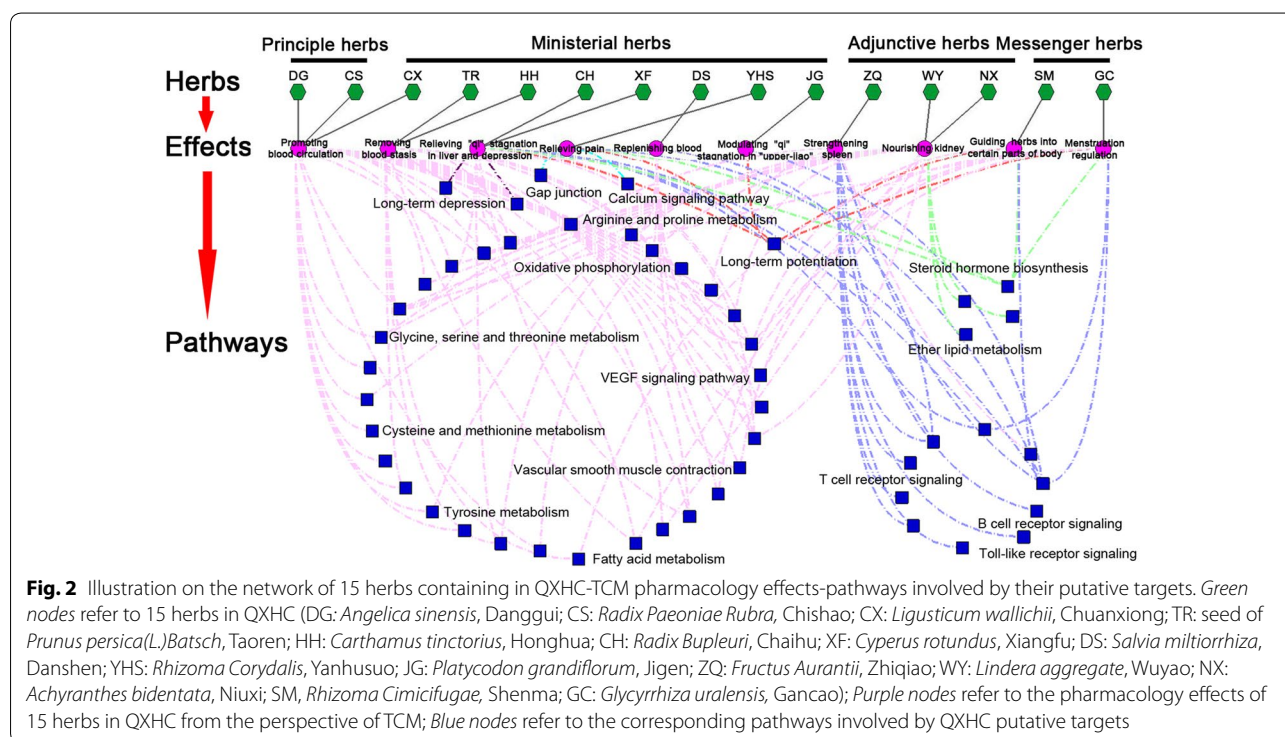 Principle herbs Ministerial herbs Adjunctive herbs Messenger herbs
Herbs
DG CS CX TR HH CH XF DS YHS JG ZQ WY NX SM GC
Effects
Promoting
blood circulation
Removing
blood stasis
Relieving "qi" stagnation
in liver and depression
Relieving pain
Replenishing blood
Modulating "qi"
stagnation in "upper-jiao"
Strengthening
spleen
Nourishing kidney
Guiding herbs into
certain parts of body
Menstruation
regulation
Pathways
Long-term depression
Gap junction
Calcium signaling pathway
Arginine and proline metabolism
Oxidative phosphorylation
Long-term potentiation
Steroid hormone biosynthesis
Glycine, serine and threonine metabolism
Ether lipid metabolism
VEGF signaling pathway
Cysteine and methionine metabolism
Vascular smooth muscle contraction
T cell receptor signaling
Tyrosine metabolism
B cell receptor signaling
Toll-like receptor signaling
Fatty acid metabolism
Fig. 2 Illustration on the network of 15 herbs containing in QXHC-TCM pharmacology effects-pathways involved by their putative targets. Green
nodes refer to 15 herbs in QXHC (DG: Angelica sinensis, Danggui; CS: Radix Paeoniae Rubra, Chishao; CX: Ligusticum wallichii, Chuanxiong; TR: seed of
Prunus persica(L.)Batsch, Taoren; HH: Carthamus tinctorius, Honghua; CH: Radix Bupleuri, Chaihu; XF: Cyperus rotundus, Xiangfu; DS: Salvia miltiorrhiza,
Danshen; YHS: Rhizoma Corydalis, Yanhusuo; JG: Platycodon grandiflorum, Jigen; ZQ: Fructus Aurantii, Zhiqiao; WY: Lindera aggregate, Wuyao; NX:
Achyranthes bidentata, Niuxi; SM, Rhizoma Cimicifugae, Shenma; GC: Glycyrrhiza uralensis, Gancao); Purple nodes refer to the pharmacology effects of
15 herbs in QXHC from the perspective of TCM; Blue nodes refer to the corresponding pathways involved by QXHC putative targets